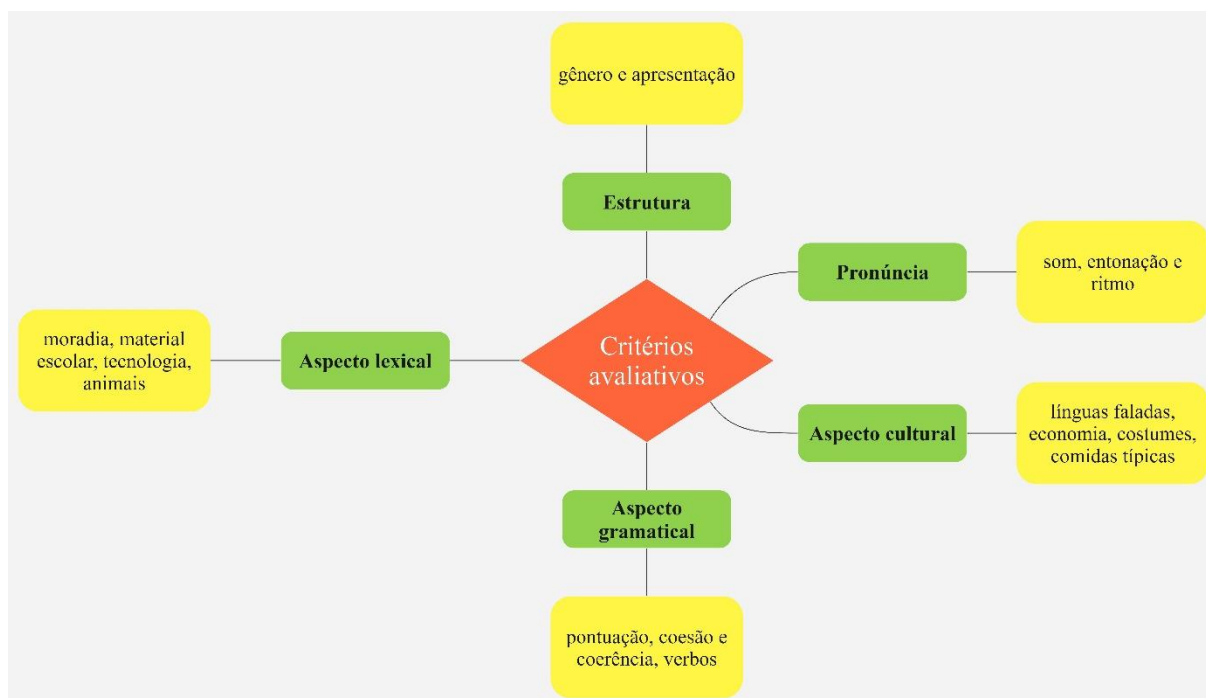 gênero e apresentação
Estrutura
Pronúncia
som, entonação e
ritmo
moradia, material
escolar, tecnologia,
animais
Aspecto lexical
Critérios
avaliativos
Aspecto cultural
línguas faladas,
economia, costumes,
comidas típicas
Aspecto
gramatical
pontuação, coesão e
coerência, verbos